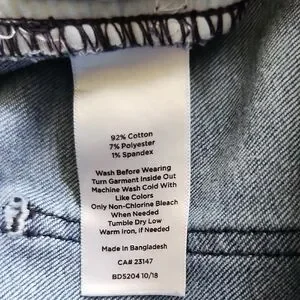 92% Cotton
7% Polyester
1% Spandex
Wash Before Wearing
Turn Garment Inside Out
Machine Wash Cold With
Like Colors
Only Non-Chlorine Bleach
When Needed
Tumble Dry Low
Warm Iron, if Needed
Made in Bangladesh
CA# 23147
BD5204 10/18